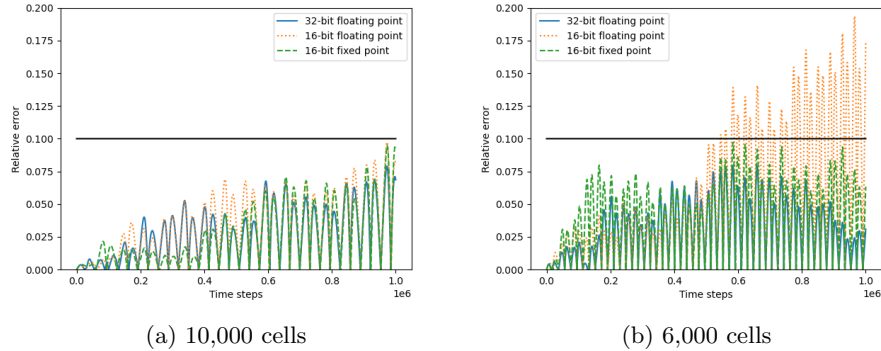 0.200
0.175
0.150
0.125
0.100
0.075
0.050
0.025
0.000
Relative error
32-bit floating point
16-bit floating point
16-bit fixed point
0.0
0.2
0.4
0.6
0.8
1.0
1e6
Time steps
(a) 10,000 cells
0.200
0.175
0.150
0.125
0.100
0.075
0.050
0.025
0.000
Relative error
32-bit floating point
16-bit floating point
16-bit fixed point
0.0
0.2
0.4
0.6
0.8
1.0
1e6
Time steps
(b) 6,000 cells